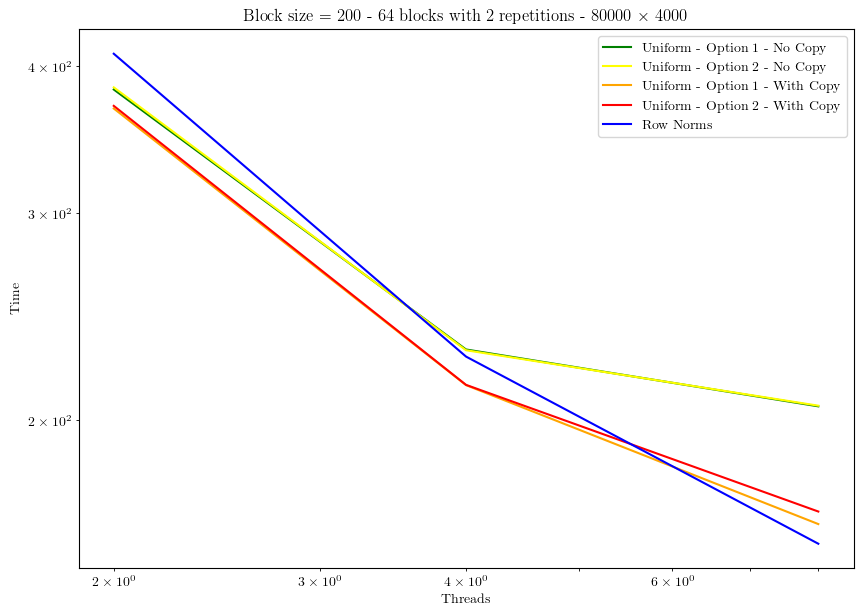 Block size = 200 - 64 blocks with 2 repetitions - 80000 × 4000
Uniform - Option 1 - No Copy
Uniform - Option 2 - No Copy
Uniform - Option 1 - With Copy
Uniform - Option 2 - With Copy
Row Norms
4 × 10²
3 × 10²
2 × 10²
Time
2 × 10⁰ 3 × 10⁰ 4 × 10⁰ 6 × 10⁰
Threads